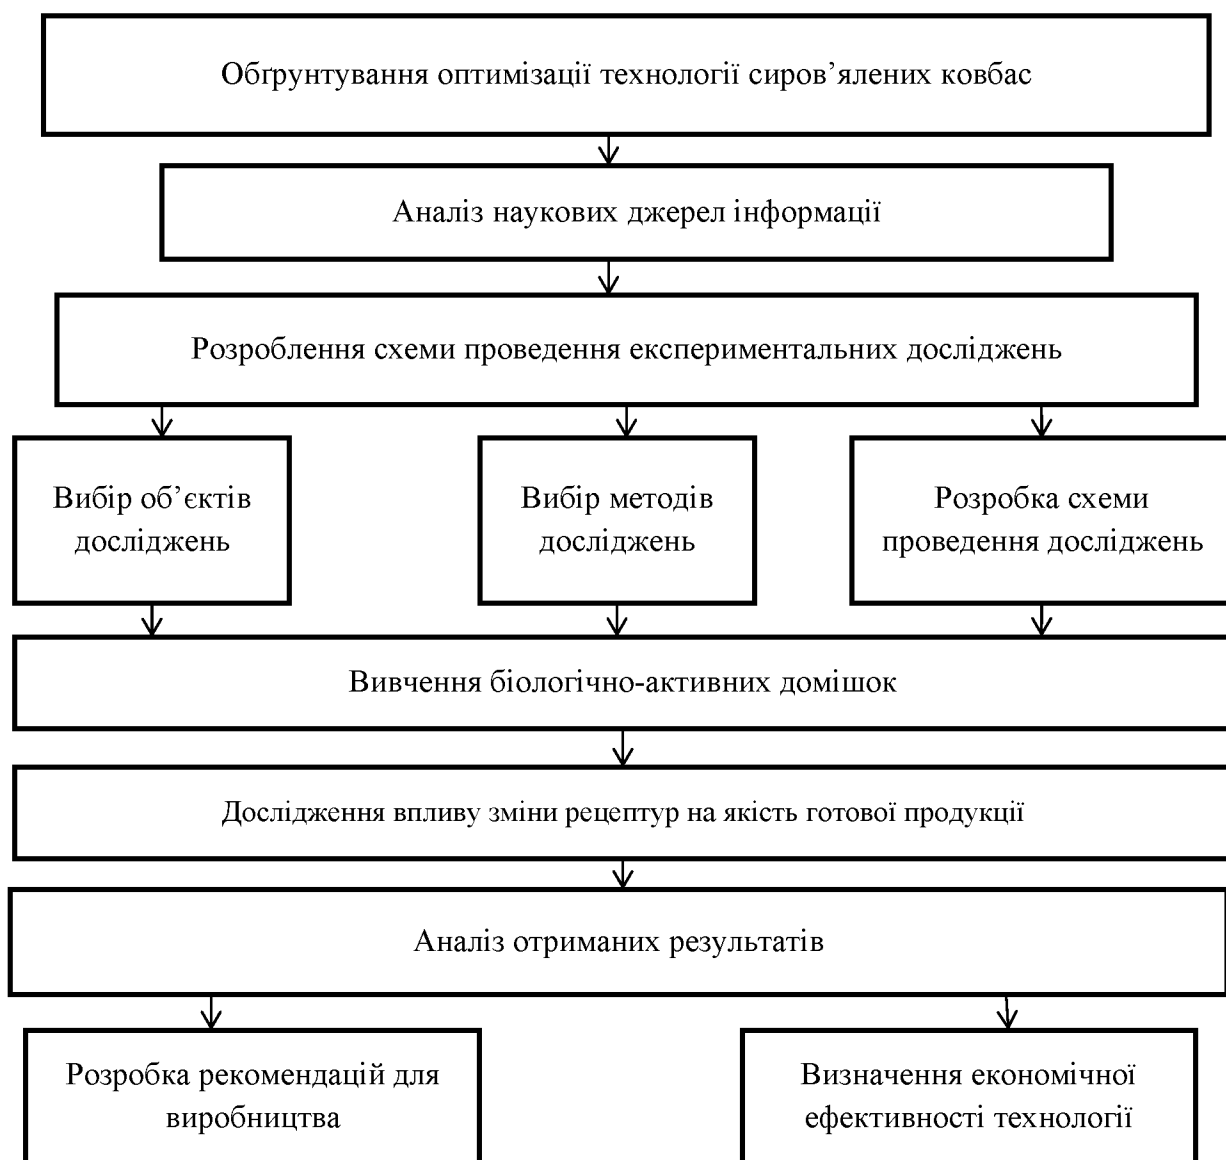 Обґрунтування оптимізації технології сиров’ялених ковбас
Аналіз наукових джерел інформації
Розроблення схеми проведення експериментальних досліджень
Вибір об’єктів
досліджень
Вибір методів
досліджень
Розробка схеми
проведення досліджень
Вивчення біологічно-активних домішок
Дослідження впливу зміни рецептур на якість готової продукції
Аналіз отриманих результатів
Розробка рекомендацій для
виробництва
Визначення економічної
ефективності технології